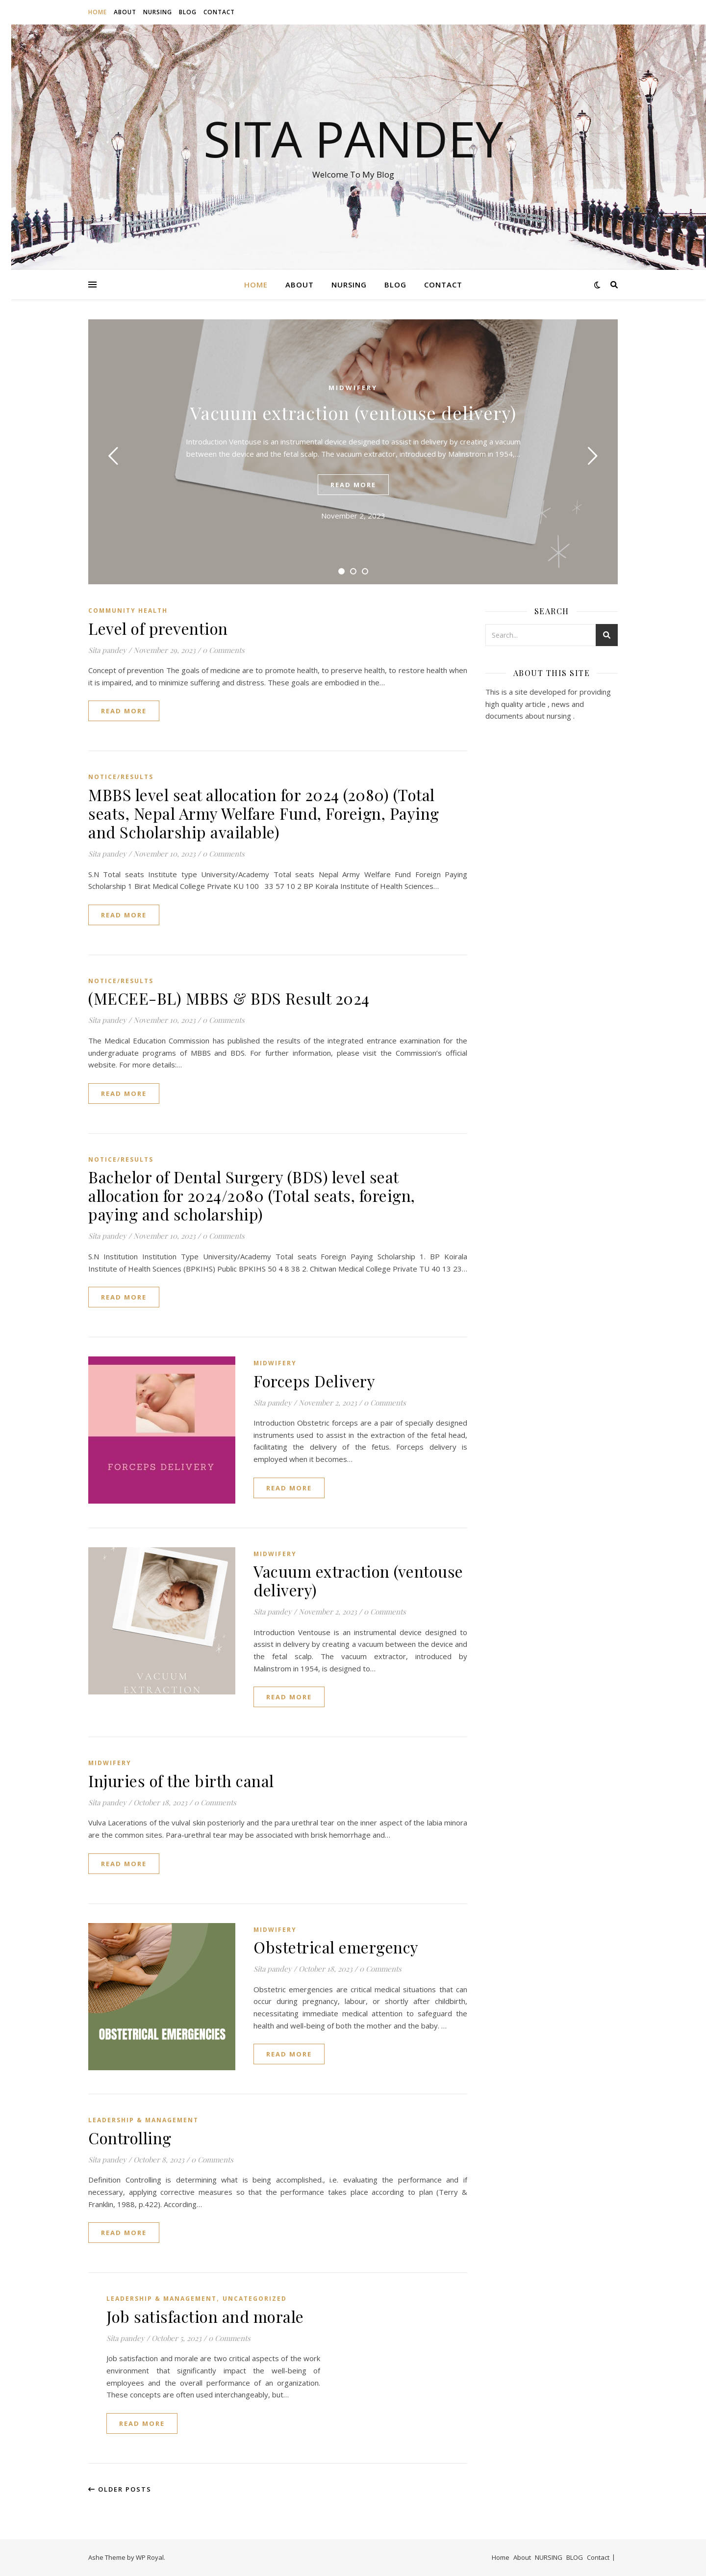 HOME ABOUT NURSING BLOG CONTACT
SITA PANDEY
Welcome To My Blog
HOME ABOUT NURSING BLOG CONTACT
MIDWIFERY
Vacuum extraction (ventouse delivery)
Introduction Ventouse is an instrumental device designed to assist in delivery by creating a vacuum
between the device and the fetal scalp. The vacuum extractor, introduced by Malinstrom in 1954,...
READ MORE
November 2, 2023
COMMUNITY HEALTH
Level of prevention
Sita pandey / November 29, 2023 / 0 Comments
Concept of prevention The goals of medicine are to promote health, to preserve health, to restore health when
it is impaired, and to minimize suffering and distress. These goals are embodied in the...
READ MORE
SEARCH
Search...
ABOUT THIS SITE
This is a site developed for providing
high quality article , news and
documents about nursing .
NOTICE/RESULTS
MBBS level seat allocation for 2024 (2080) (Total
seats, Nepal Army Welfare Fund, Foreign, Paying
and Scholarship available)
Sita pandey / November 10, 2023 / 0 Comments
S.N Total seats Institute type University/Academy Total seats Nepal Army Welfare Fund Foreign Paying
Scholarship 1 Birat Medical College Private KU 100 33 57 10 2 BP Koirala Institute of Health Sciences...
READ MORE
NOTICE/RESULTS
(MECEE-BL) MBBS & BDS Result 2024
Sita pandey / November 10, 2023 / 0 Comments
The Medical Education Commission has published the results of the integrated entrance examination for the
undergraduate programs of MBBS and BDS. For further information, please visit the Commission's official
website. For more details:...
READ MORE
NOTICE/RESULTS
Bachelor of Dental Surgery (BDS) level seat
allocation for 2024/2080 (Total seats, foreign,
paying and scholarship)
Sita pandey / November 10, 2023 / 0 Comments
S.N Institution Institution Type University/Academy Total seats Foreign Paying Scholarship 1. BP Koirala
Institute of Health Sciences (BPKIHS) Public BPKIHS 50 4 8 38 2. Chitwan Medical College Private TU 40 13 23...
READ MORE
FORCEPS DELIVERY
MIDWIFERY
Forceps Delivery
Sita pandey / November 2, 2023 / 0 Comments
Introduction Obstetric forceps are a pair of specially designed
instruments used to assist in the extraction of the fetal head,
facilitating the delivery of the fetus. Forceps delivery is
employed when it becomes...
READ MORE
VACUUM
EXTRACTION
MIDWIFERY
Vacuum extraction (ventouse
delivery)
Sita pandey / November 2, 2023 / 0 Comments
Introduction Ventouse is an instrumental device designed to
assist in delivery by creating a vacuum between the device and
the fetal scalp. The vacuum extractor, introduced by
Malinstrom in 1954, is designed to...
READ MORE
MIDWIFERY
Injuries of the birth canal
Sita pandey / October 18, 2023 / 0 Comments
Vulva Lacerations of the vulval skin posteriorly and the para urethral tear on the inner aspect of the labia minora
are the common sites. Para-urethral tear may be associated with brisk hemorrhage and...
READ MORE
OBSTETRICAL EMERGENCIES
MIDWIFERY
Obstetrical emergency
Sita pandey / October 18, 2023 / 0 Comments
Obstetric emergencies are critical medical situations that can
occur during pregnancy, labour, or shortly after childbirth,
necessitating immediate medical attention to safeguard the
health and well-being of both the mother and the baby. ...
READ MORE
LEADERSHIP & MANAGEMENT
Controlling
Sita pandey / October 8, 2023 / 0 Comments
Definition Controlling is determining what is being accomplished., i.e. evaluating the performance and if
necessary, applying corrective measures so that the performance takes place according to plan (Terry &
Franklin, 1988, p.422). According...
READ MORE
LEADERSHIP & MANAGEMENT, UNCATEGORIZED
Job satisfaction and morale
Sita pandey / October 5, 2023 / 0 Comments
Job satisfaction and morale are two critical aspects of the work
environment that significantly impact the well-being of
employees and the overall performance of an organization.
These concepts are often used interchangeably, but...
READ MORE
OLDER POSTS
Ashe Theme by WP Royal.
Home About NURSING BLOG Contact |